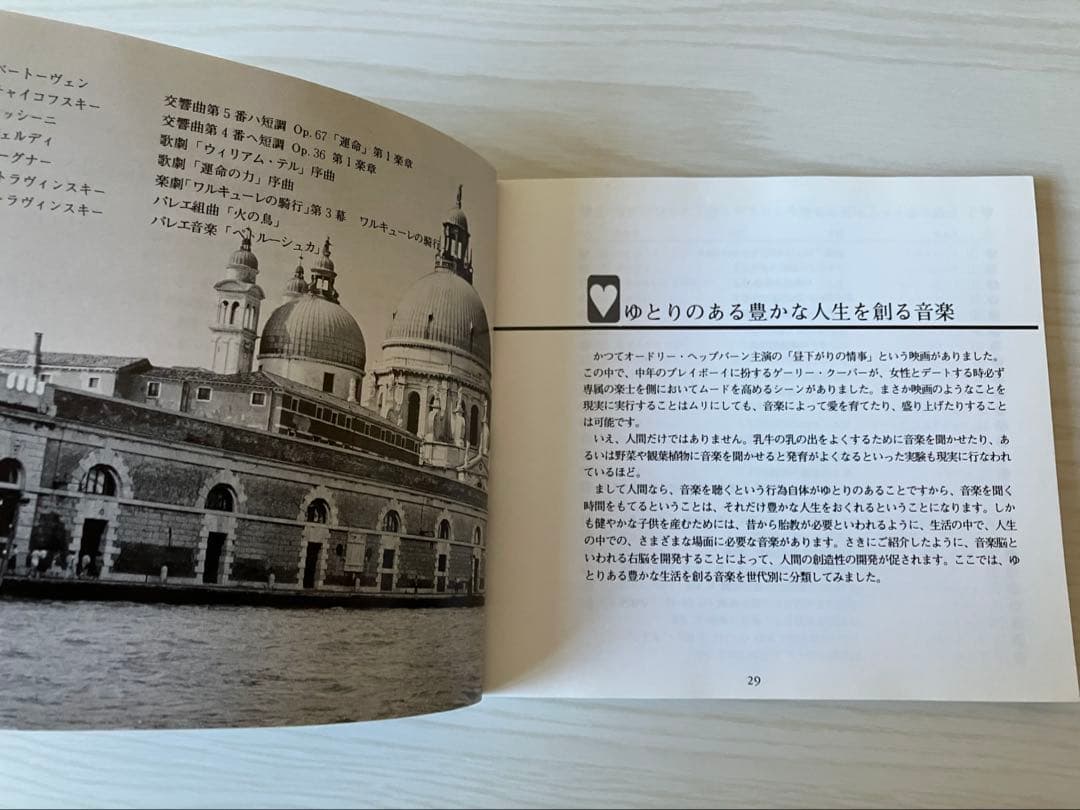 ベートーヴェン
チャイコフスキー
ッシーニ
ェルディ
ーグナー
トラヴィンスキー
トラヴィンスキー
交響曲第5番ハ短調 Op.67「運命」第1楽章
交響曲第4番ヘ短調 Op.36 第1楽章
歌劇「ウィリアム・テル」序曲
歌劇「運命の力」序曲
楽劇「ワルキューレの騎行」第3幕 ワルキューレの騎行
バレエ組曲「火の鳥」
バレエ音楽「ペトルーシュカ」
ゆとりのある豊かな人生を創る音楽
かつてオードリー・ヘップバーン主演の「昼下がりの情事」という映画がありました。
この中で、中年のプレイボーイに扮するゲーリー・クーパーが、女性とデートする時必ず
専属の楽士を側においてムードを高めるシーンがありました。まさか映画のようなことを
現実に実行することはムリにしても、音楽によって愛を育てたり、盛り上げたりすること
は可能です。
いえ、人間だけではありません。乳牛の乳の出をよくするために音楽を聞かせたり、あ
るいは野菜や観葉植物に音楽を聞かせると発育がよくなるといった実験も現実に行なわれ
ているほど。
まして人間なら、音楽を聴くという行為自体がゆとりのあることですから、音楽を聞く
時間をもてるということは、それだけ豊かな人生をおくれるということになります。しか
も健やかな子供を産むためには、昔から胎教が必要といわれるように、生活の中で、人生
の中での、さまざまな場面に必要な音楽があります。さきにご紹介したように、音楽脳と
いわれる右脳を開発することによって、人間の創造性の開発が促されます。ここでは、ゆ
とりある豊かな生活を創る音楽を世代別に分類してみました。
29